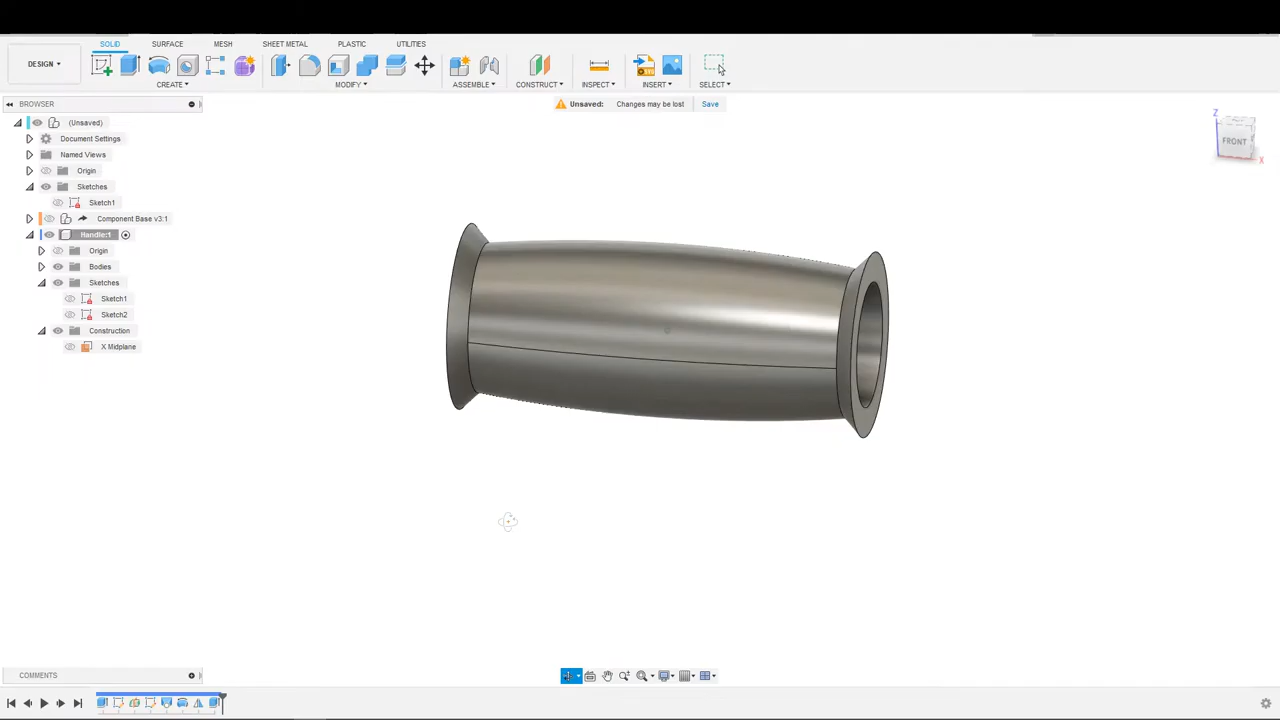 SOLID SURFACE MESH SHEET METAL PLASTIC UTILITIES
DESIGN
CREATE MODIFY ASSEMBLE CONSTRUCT INSPECT INSERT SELECT
BROWSER
Unsaved: Changes may be lost Save
(Unsaved)
Document Settings
Named Views
Origin
Sketches
Sketch1
Component Base v3:1
Handle:1
Origin
Bodies
Sketches
Sketch1
Sketch2
Construction
X Midplane
Z
FRONT
X
COMMENTS